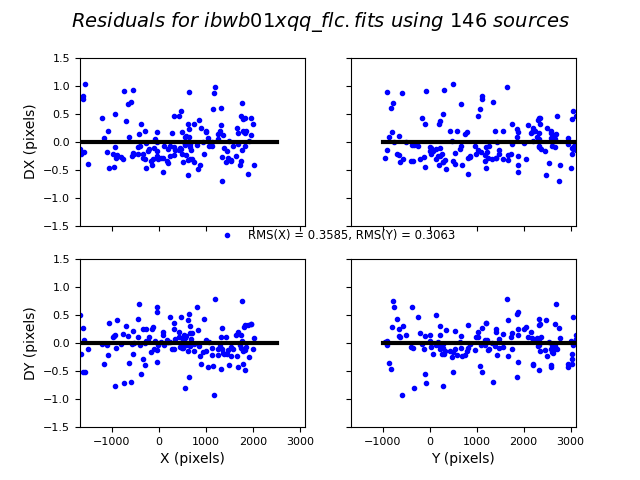 Residuals for ibwb01xqq_flc.fits using 146 sources
1.5
1.0
0.5
0.0
−0.5
−1.0
−1.5
DX (pixels)
RMS(X) = 0.3585, RMS(Y) = 0.3063
1.5
1.0
0.5
0.0
−0.5
−1.0
−1.5
DY (pixels)
−1000 0 1000 2000 3000
−1000 0 1000 2000 3000
X (pixels)
Y (pixels)